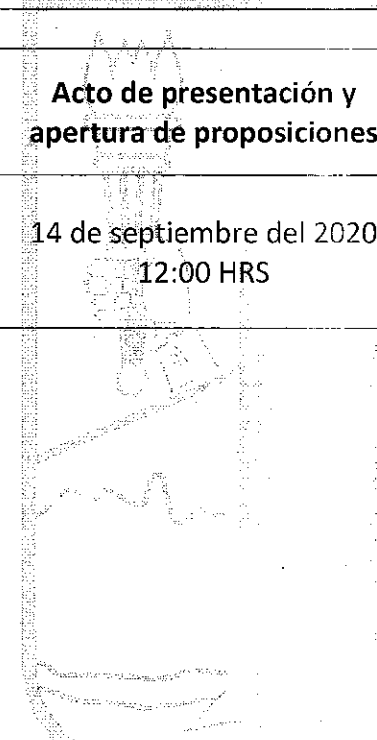 Acto de presentación y
apertura de proposiciones
14 de septiembre del 2020
12:00 HRS